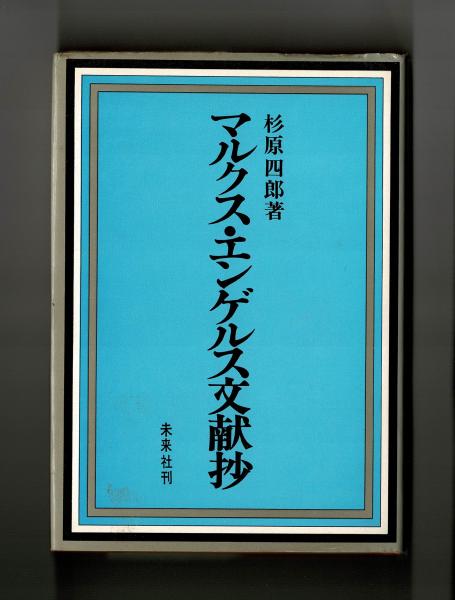 杉原四郎著
マルクス・エンゲルス文献抄
未来社刊